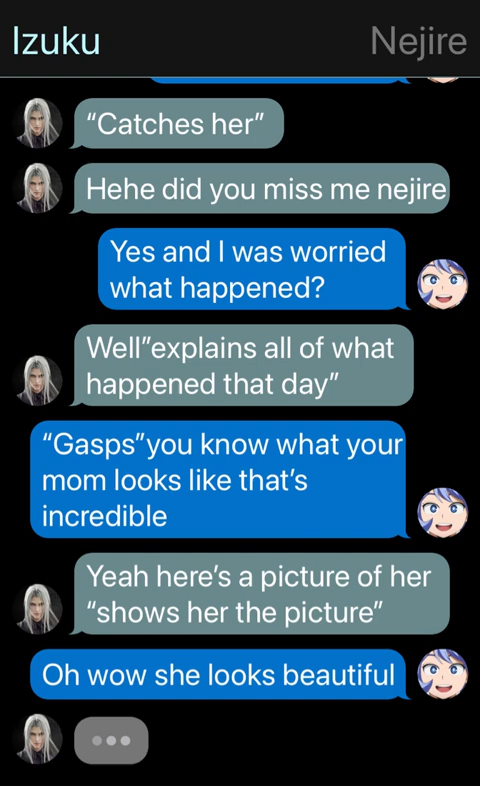 Izuku
Nejire
“Catches her”
Hehe did you miss me nejire
Yes and I was worried
what happened?
Well”explains all of what
happened that day”
“Gasps”you know what your
mom looks like that’s
incredible
Yeah here’s a picture of her
“shows her the picture”
Oh wow she looks beautiful